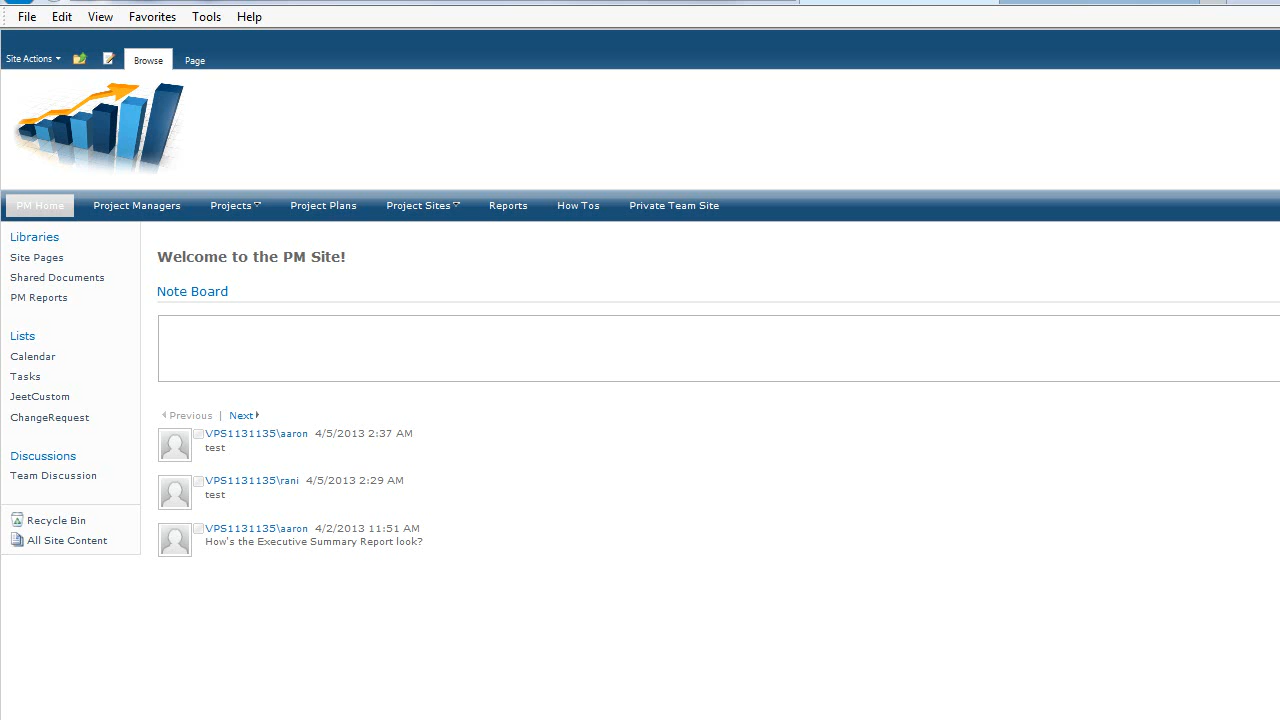 File Edit View Favorites Tools Help
Site Actions Browse Page
PM Home Project Managers Projects Project Plans Project Sites Reports How Tos Private Team Site
Libraries
Site Pages
Shared Documents
PM Reports
Lists
Calendar
Tasks
JeetCustom
ChangeRequest
Discussions
Team Discussion
Recycle Bin
All Site Content
Welcome to the PM Site!
Note Board
Previous | Next
VPS1131135\aaron 4/5/2013 2:37 AM
test
VPS1131135\rani 4/5/2013 2:29 AM
test
VPS1131135\aaron 4/2/2013 11:51 AM
How's the Executive Summary Report look?